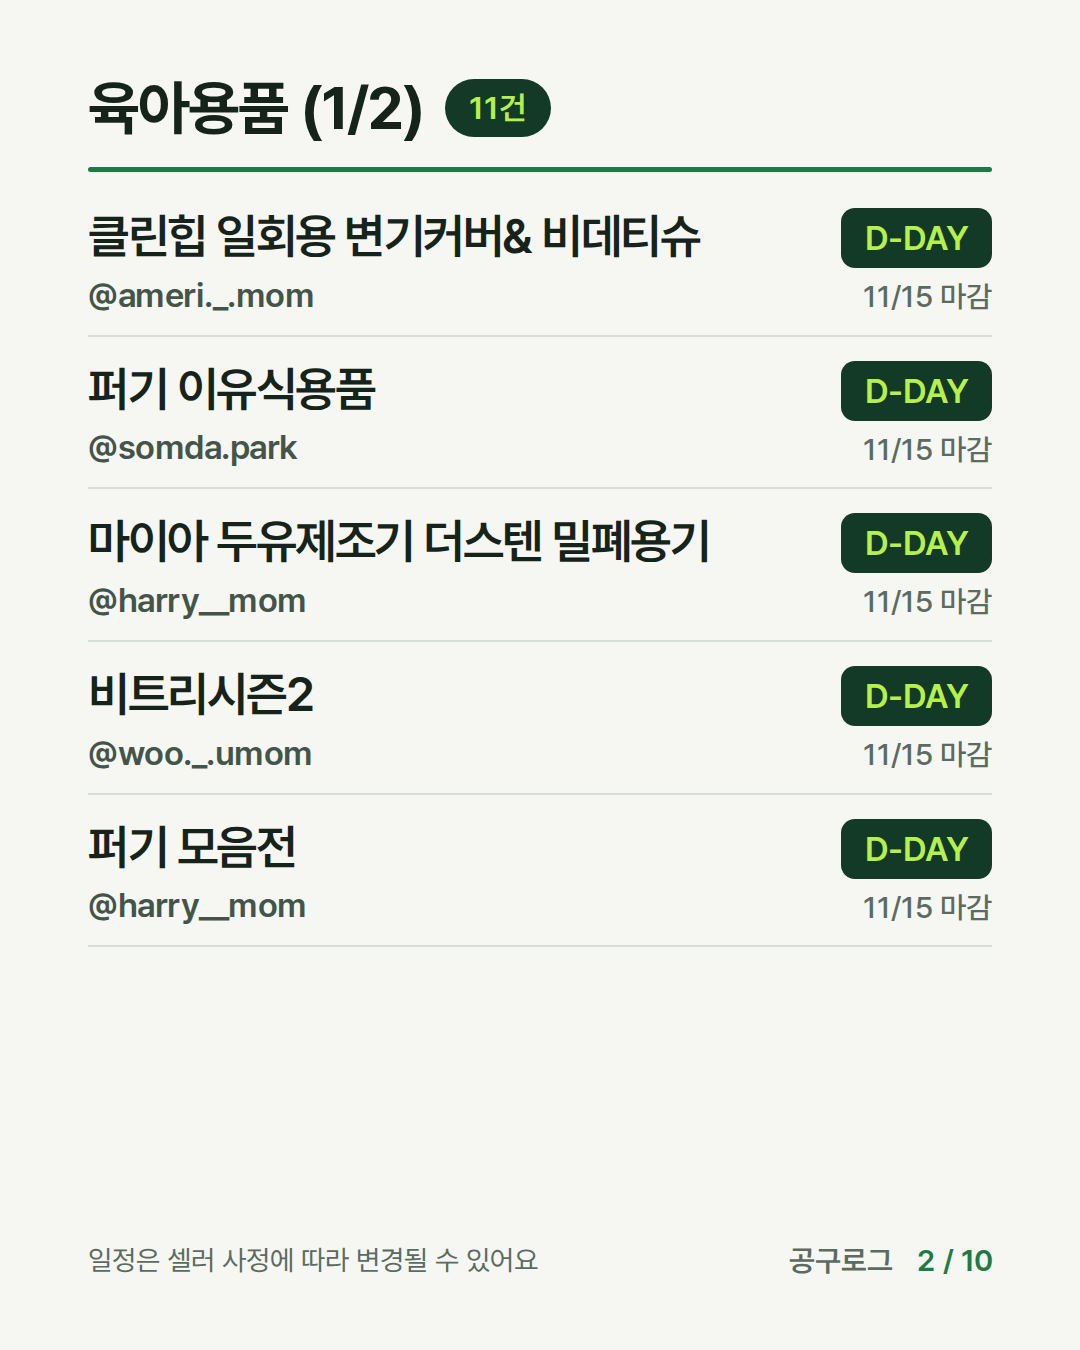 육아용품 (1/2) 11건
클린힙 일회용 변기커버& 비데티슈 D-DAY
@ameri._.mom 11/15 마감
퍼기 이유식용품 D-DAY
@somda.park 11/15 마감
마이아 두유제조기 더스텐 밀폐용기 D-DAY
@harry__mom 11/15 마감
비트리시즌2 D-DAY
@woo._.umom 11/15 마감
퍼기 모음전 D-DAY
@harry__mom 11/15 마감
일정은 셀러 사정에 따라 변경될 수 있어요 공구로그 2 / 10